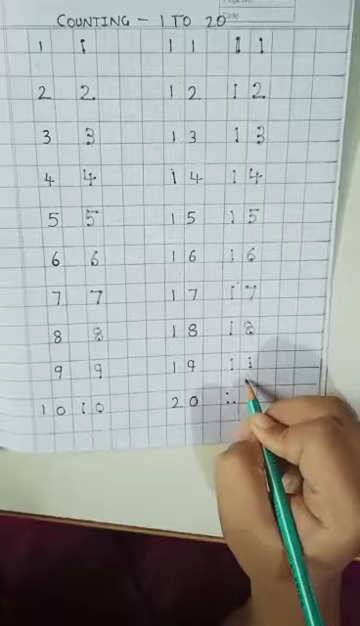 COUNTING - 1 TO 20
Date
1 1 11 11
2 2 12 12
3 3 13 13
4 4 14 14
5 5 15 15
6 6 16 16
7 7 17 17
8 8 18 18
9 9 19 1
10 10 20